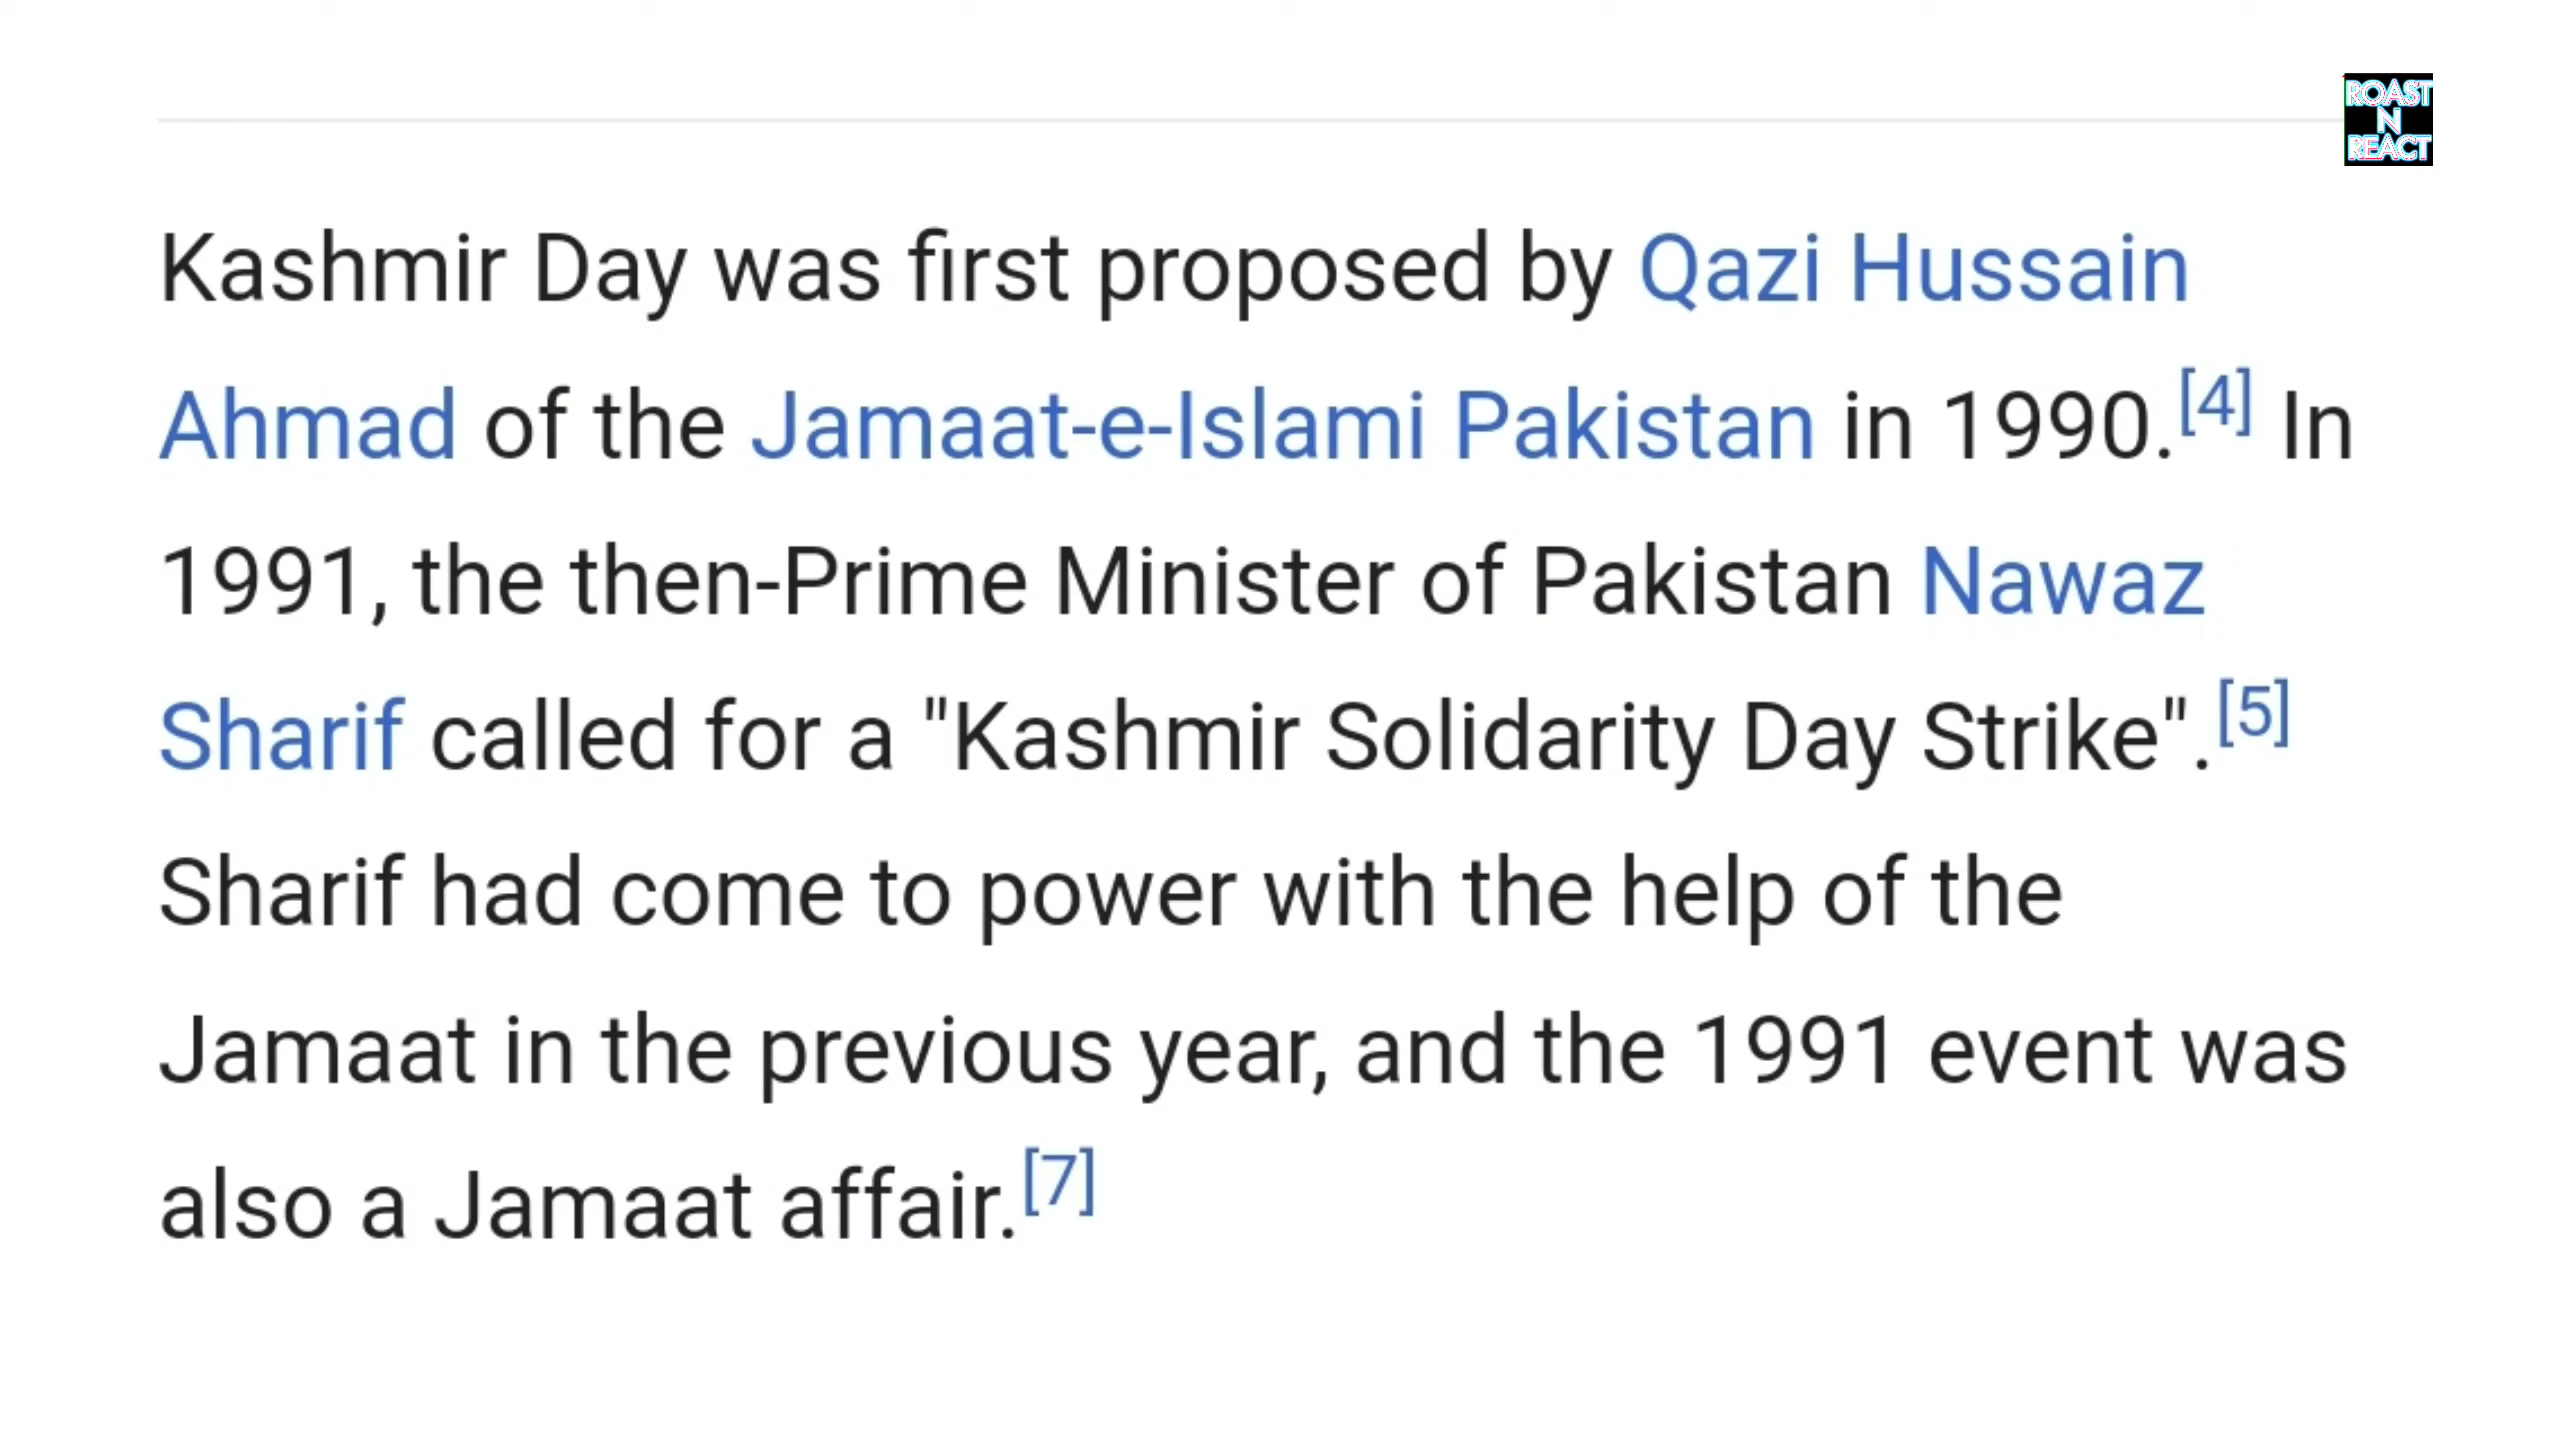 ROAST
N
REACT
Kashmir Day was first proposed by Qazi Hussain
Ahmad of the Jamaat-e-Islami Pakistan in 1990.[4] In
1991, the then-Prime Minister of Pakistan Nawaz
Sharif called for a "Kashmir Solidarity Day Strike".[5]
Sharif had come to power with the help of the
Jamaat in the previous year, and the 1991 event was
also a Jamaat affair.[7]